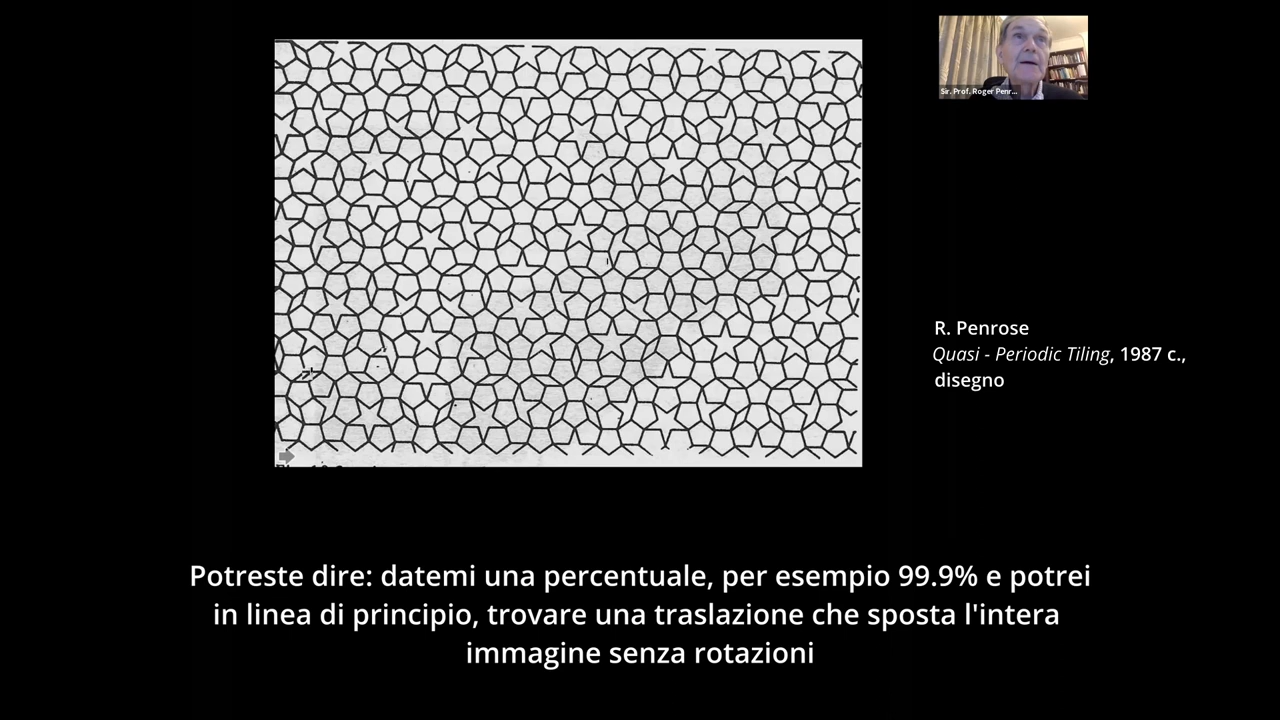 Sir. Prof. Roger Penr...
R. Penrose
Quasi - Periodic Tiling, 1987 c.,
disegno
Potreste dire: datemi una percentuale, per esempio 99.9% e potrei
in linea di principio, trovare una traslazione che sposta l'intera
immagine senza rotazioni